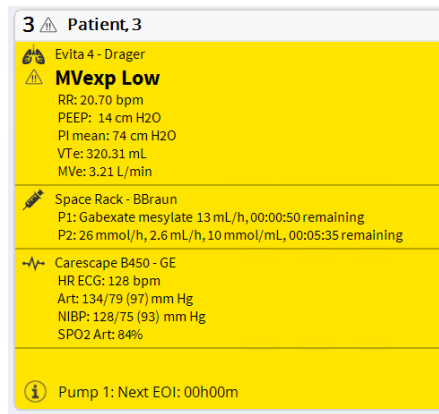 3 Patient, 3
Evita 4 - Drager
MVexp Low
RR: 20.70 bpm
PEEP: 14 cm H2O
PI mean: 74 cm H2O
VTe: 320.31 mL
MVe: 3.21 L/min
Space Rack - BBraun
P1: Gabexate mesylate 13 mL/h, 00:00:50 remaining
P2: 26 mmol/h, 2.6 mL/h, 10 mmol/mL, 00:05:35 remaining
Carescape B450 - GE
HR ECG: 128 bpm
Art: 134/79 (97) mm Hg
NIBP: 128/75 (93) mm Hg
SPO2 Art: 84%
Pump 1: Next EOI: 00h00m